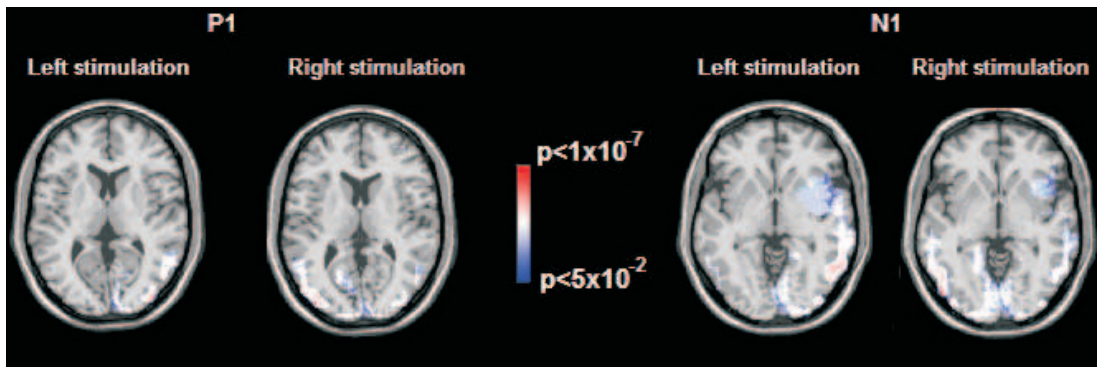 P1
N1
Left stimulation
Right stimulation
Left stimulation
Right stimulation
p<1x10⁻⁷
p<5x10⁻²